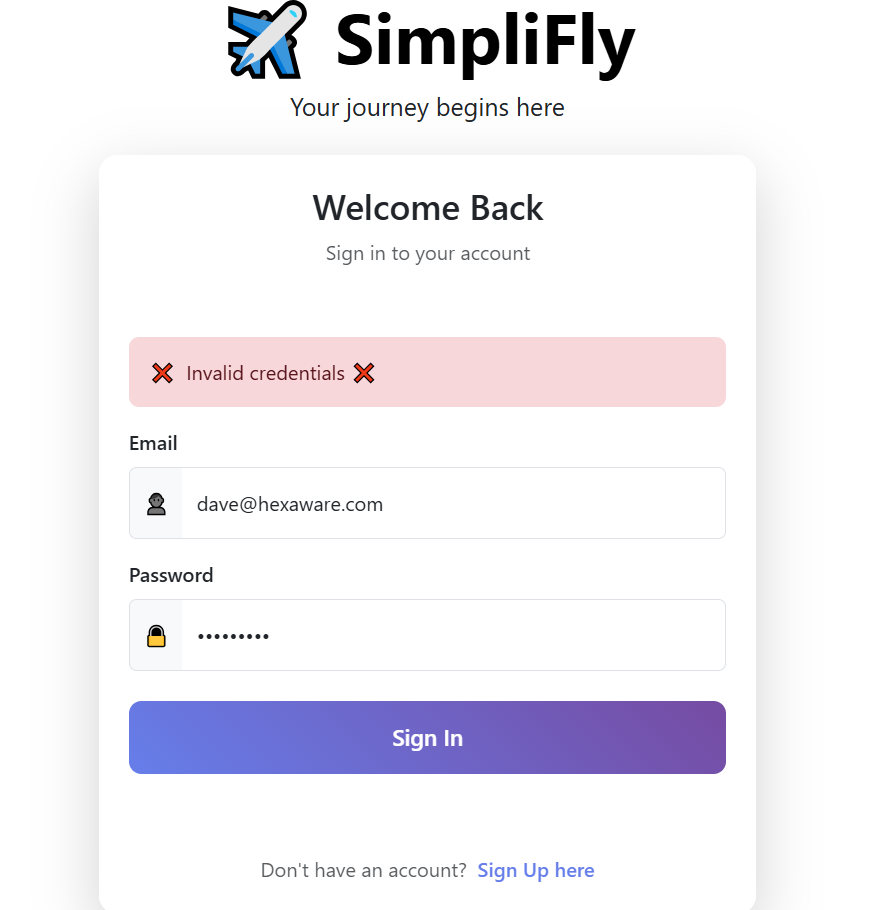 SimpliFly
Your journey begins here
Welcome Back
Sign in to your account
Invalid credentials
Email
dave@hexaware.com
Password
•••••••••
Sign In
Don't have an account? Sign Up here